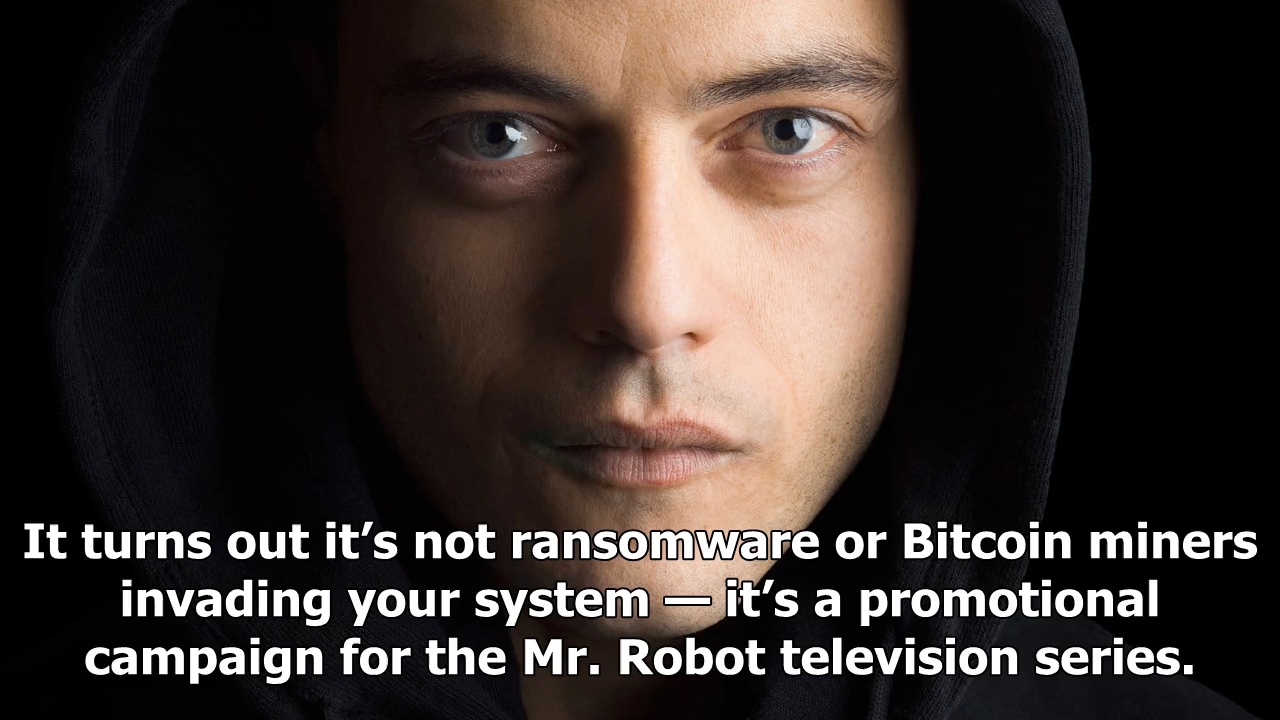 It turns out it’s not ransomware or Bitcoin miners
invading your system — it’s a promotional
campaign for the Mr. Robot television series.